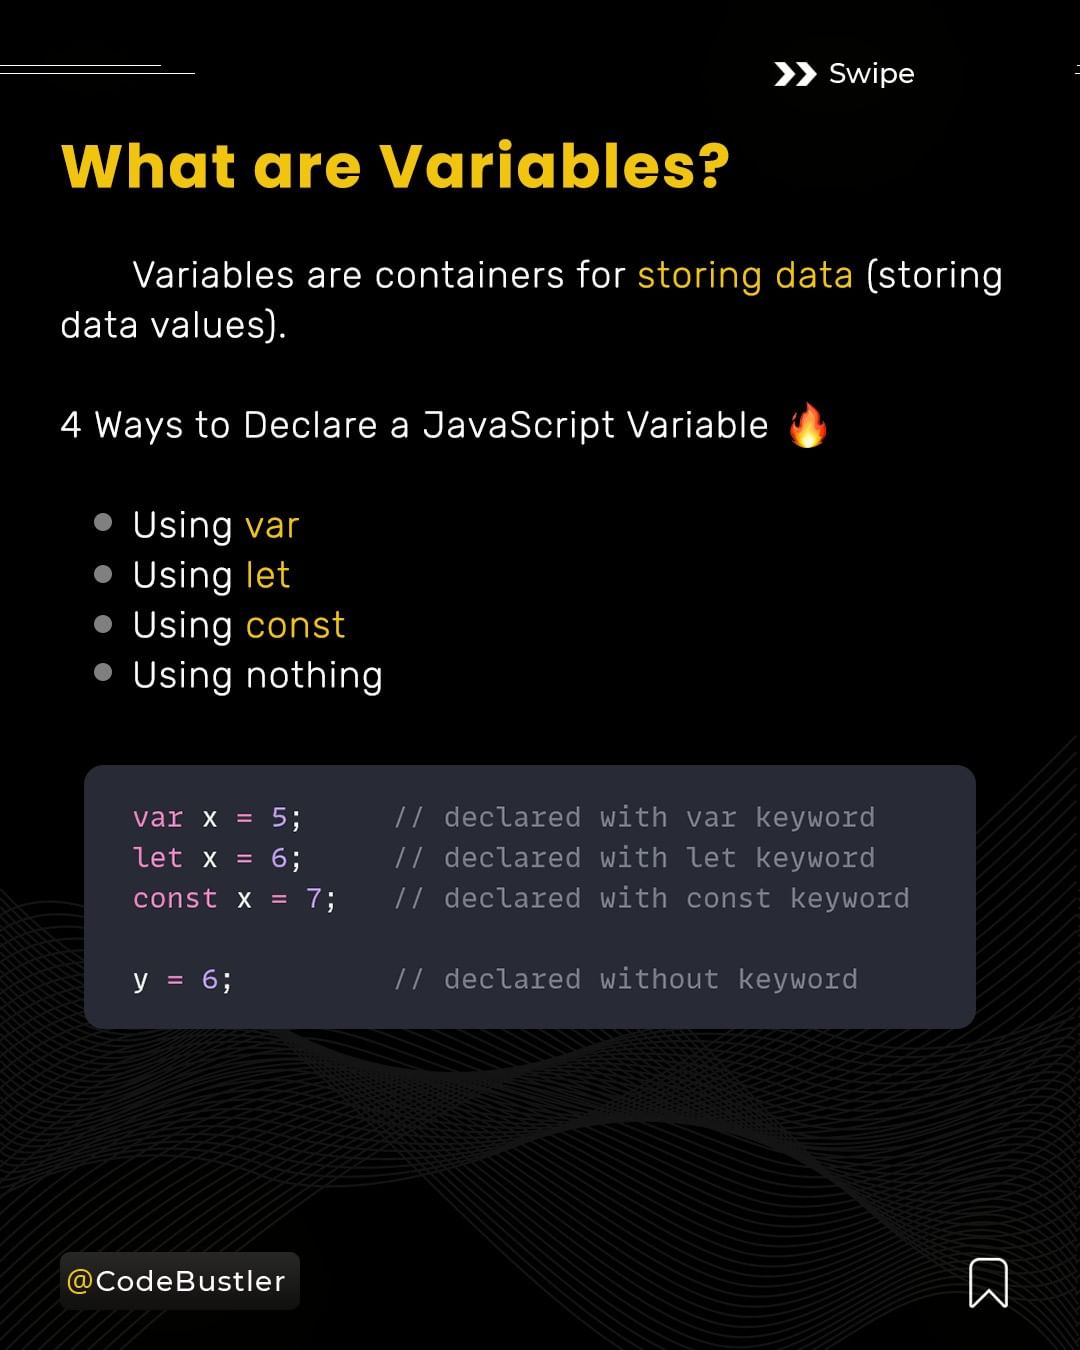 Swipe
What are Variables?
Variables are containers for storing data (storing
data values).
4 Ways to Declare a JavaScript Variable 🔥
Using var
Using let
Using const
Using nothing
var x = 5; // declared with var keyword
let x = 6; // declared with let keyword
const x = 7; // declared with const keyword
y = 6; // declared without keyword
@CodeBustler